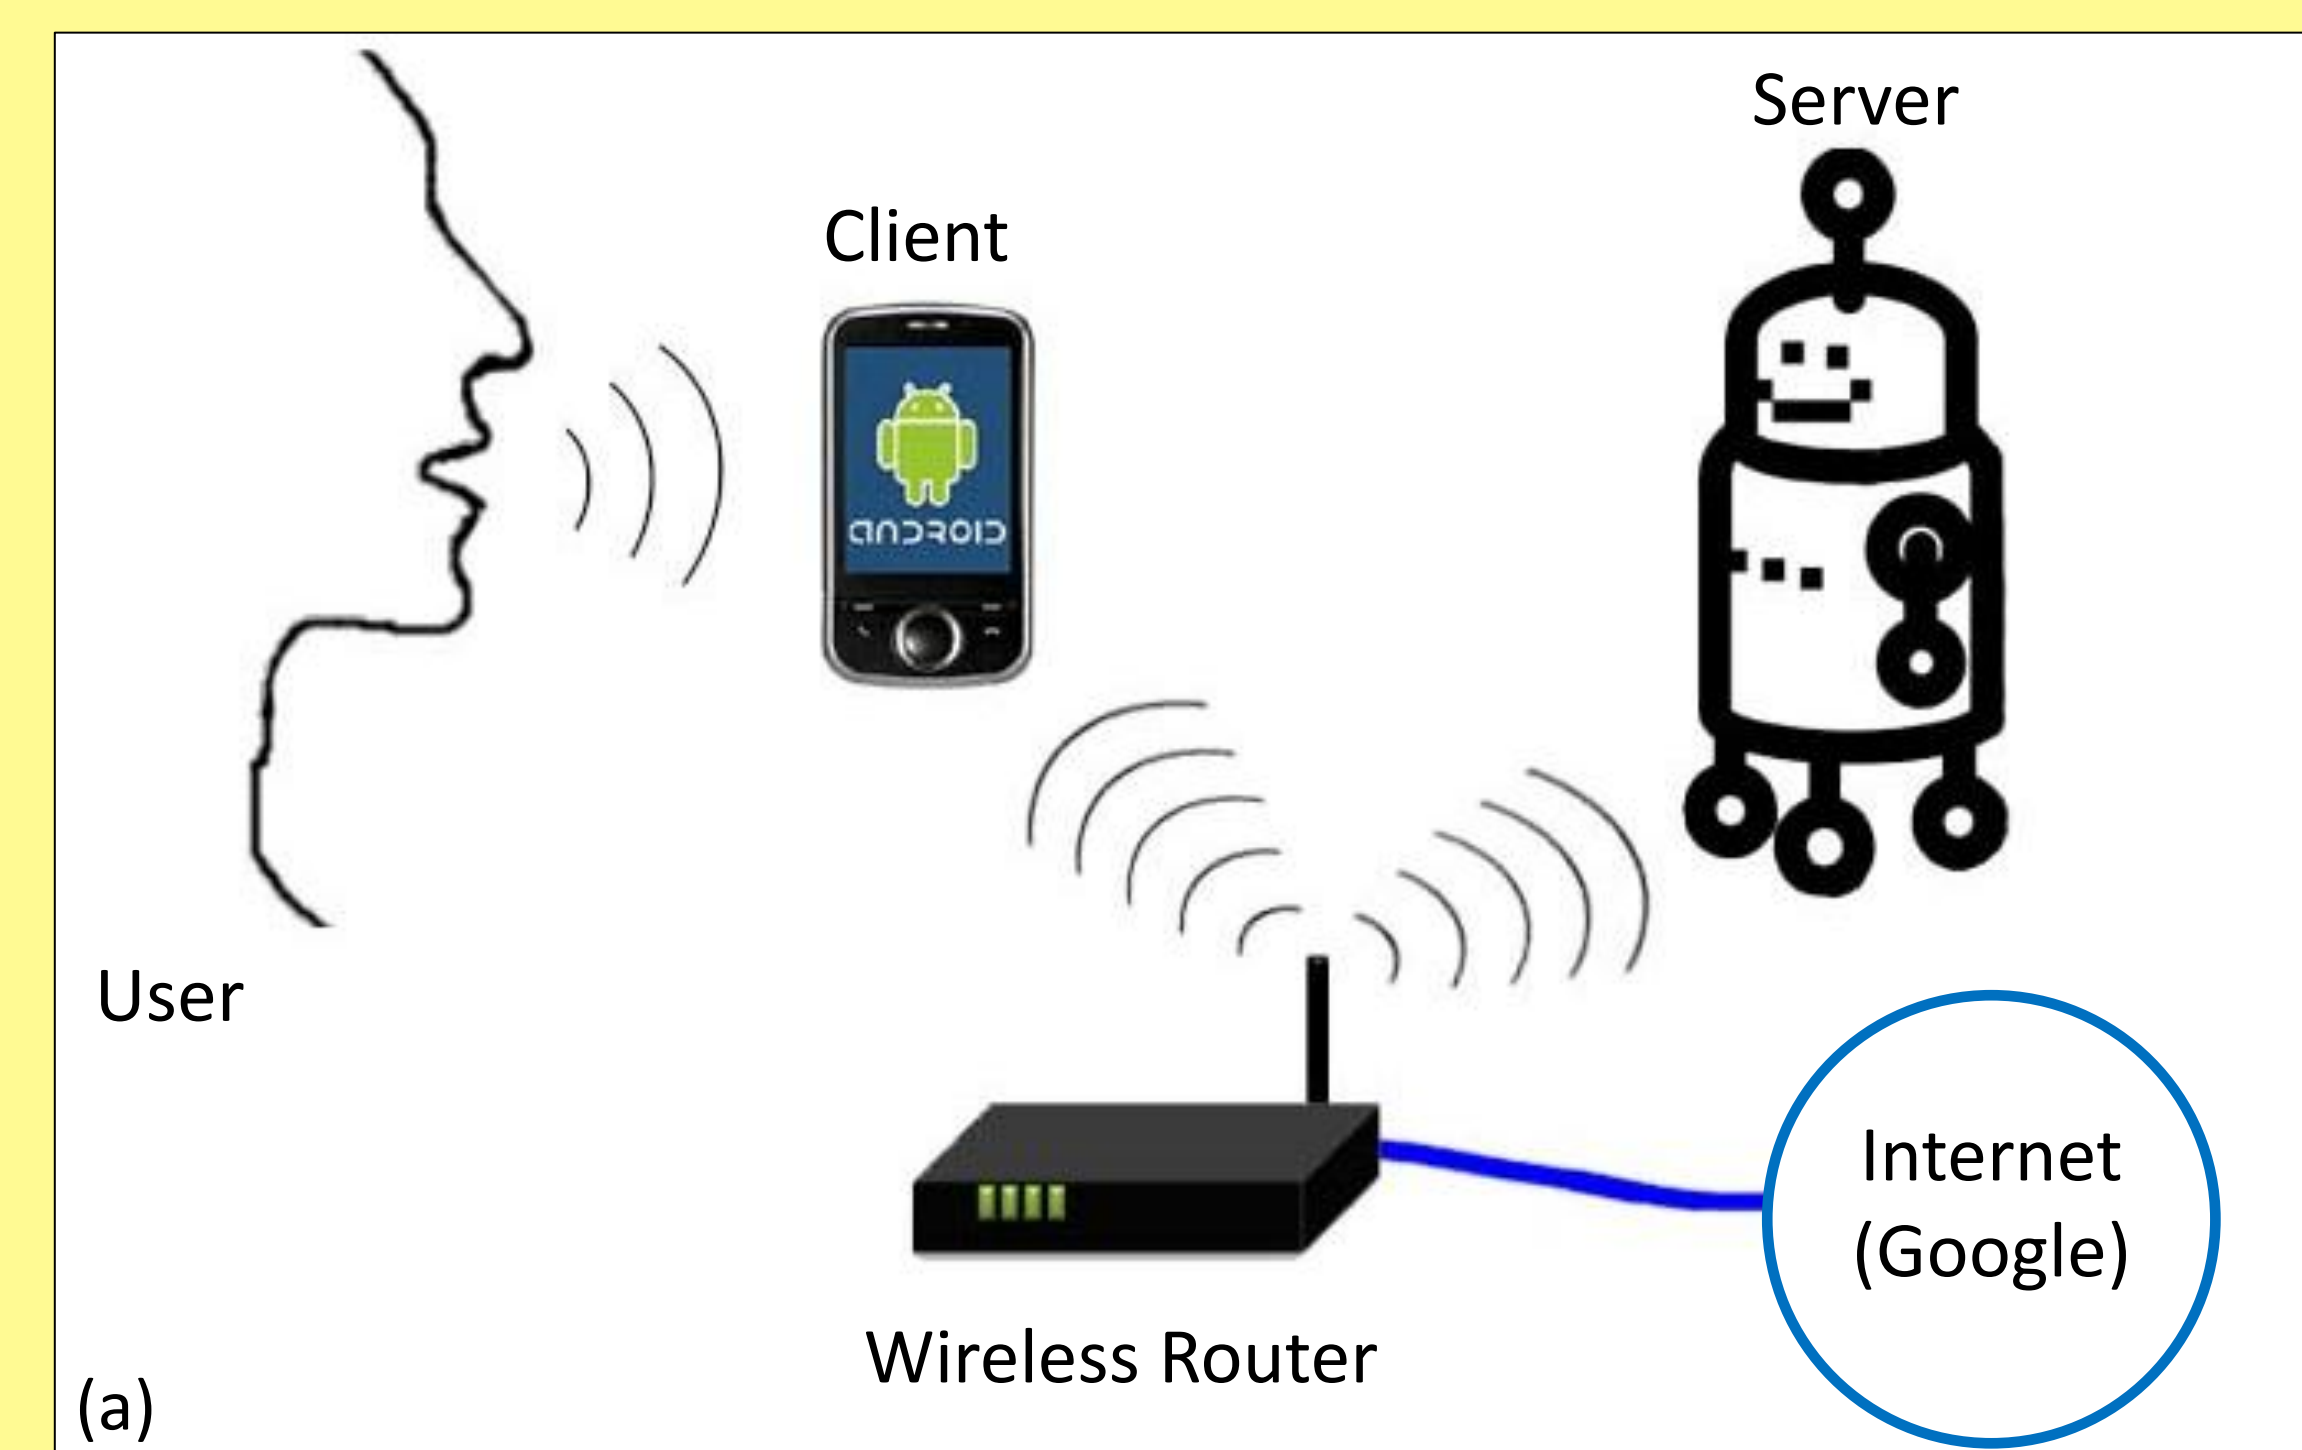 Server
Client
ANDROID
User
Internet
(Google)
Wireless Router
(a)